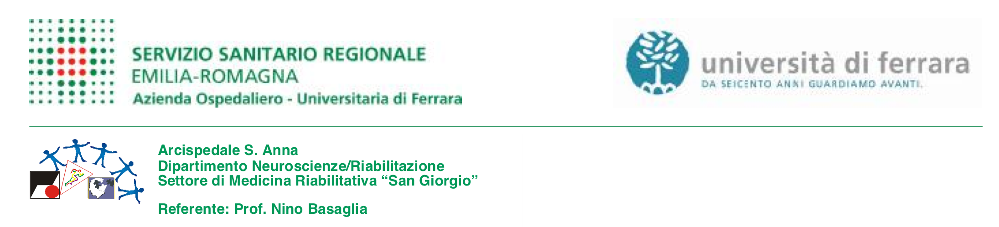 SERVIZIO SANITARIO REGIONALE
EMILIA-ROMAGNA
Azienda Ospedaliero - Universitaria di Ferrara
università di ferrara
DA SEICENTO ANNI GUARDIAMO AVANTI.
Arcispedale S. Anna
Dipartimento Neuroscienze/Riabilitazione
Settore di Medicina Riabilitativa “San Giorgio”
Referente: Prof. Nino Basaglia